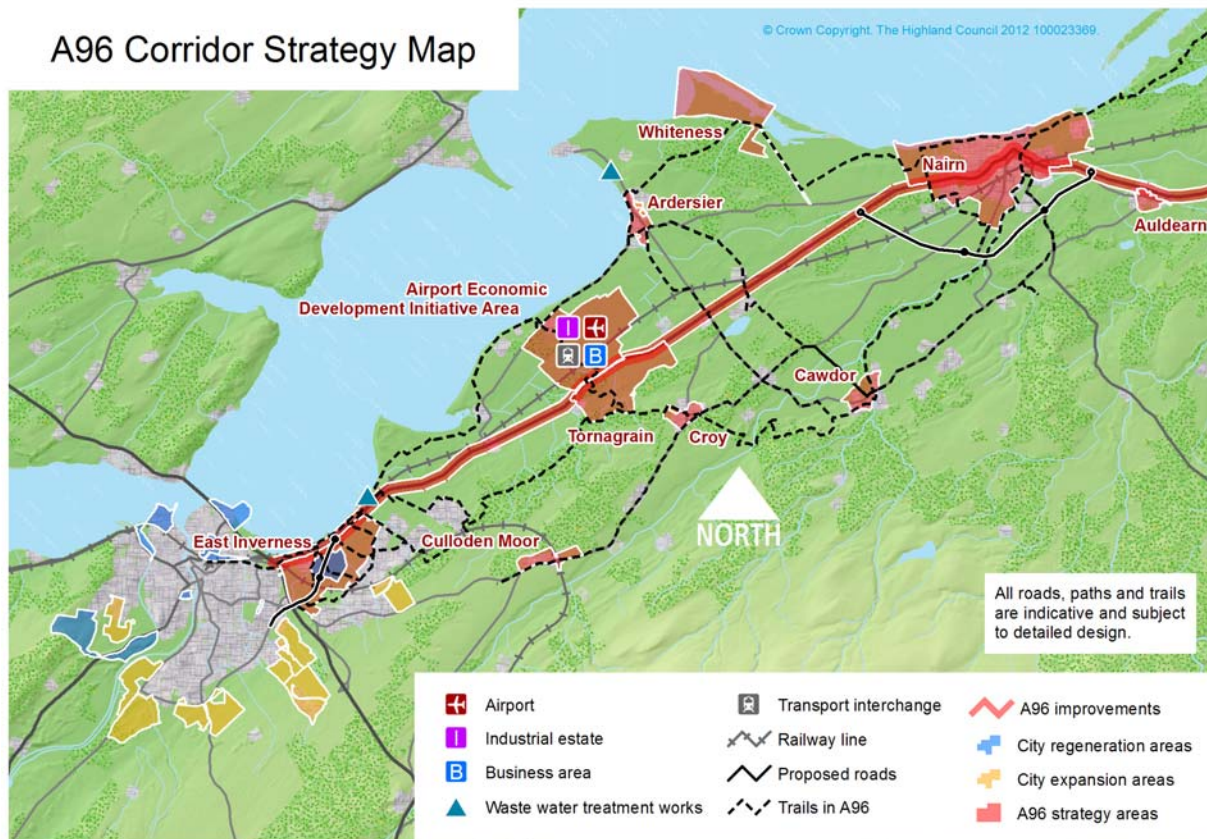 A96 Corridor Strategy Map
© Crown Copyright. The Highland Council 2012 100023369.
Whiteness
Nairn
Ardersier
Auldearn
Airport Economic
Development Initiative Area
I
B
Cawdor
Tornagrain
Croy
NORTH
East Inverness
Culloden Moor
All roads, paths and trails
are indicative and subject
to detailed design.
Airport
Transport interchange
A96 improvements
I
Industrial estate
Railway line
City regeneration areas
B
Business area
Proposed roads
City expansion areas
Waste water treatment works
Trails in A96
A96 strategy areas